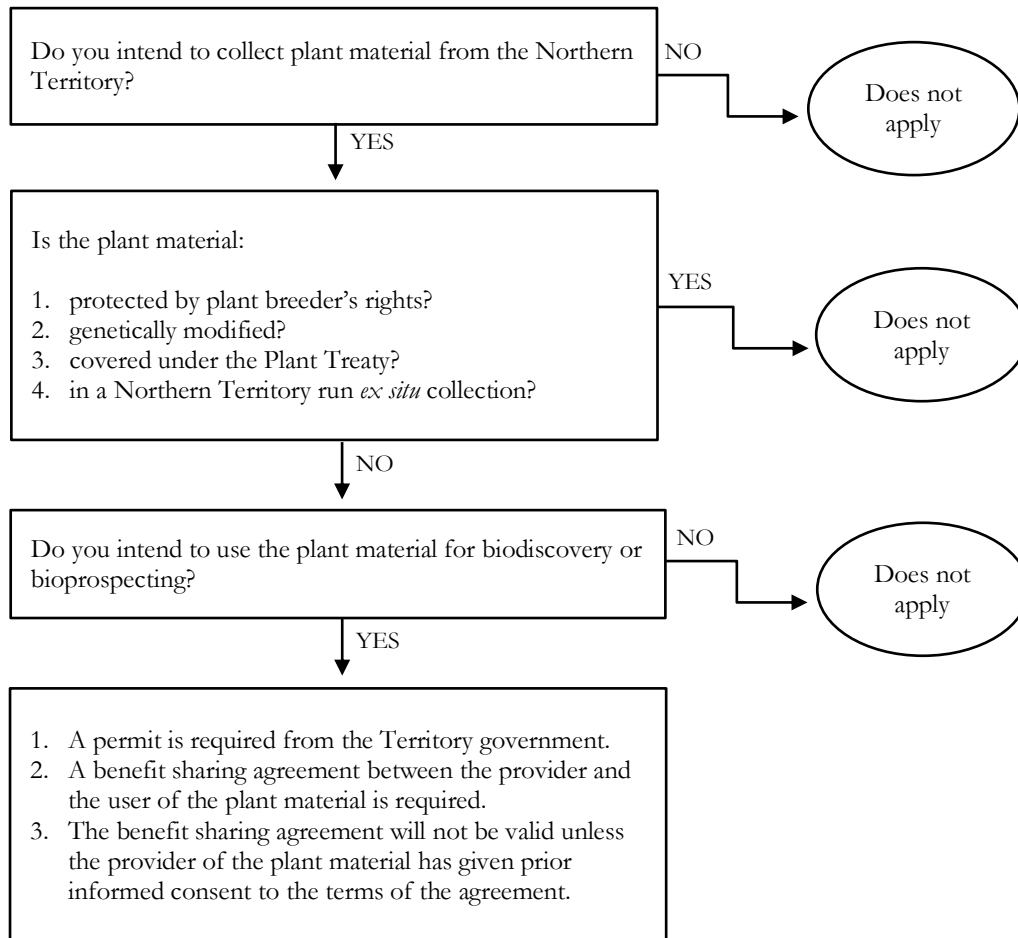 Do you intend to collect plant material from the Northern
Territory?
NO
Does not
apply
YES
Is the plant material:
1. protected by plant breeder’s rights?
2. genetically modified?
3. covered under the Plant Treaty?
4. in a Northern Territory run ex situ collection?
YES
Does not
apply
NO
Do you intend to use the plant material for biodiscovery or
bioprospecting?
NO
Does not
apply
YES
1. A permit is required from the Territory government.
2. A benefit sharing agreement between the provider and
the user of the plant material is required.
3. The benefit sharing agreement will not be valid unless
the provider of the plant material has given prior
informed consent to the terms of the agreement.